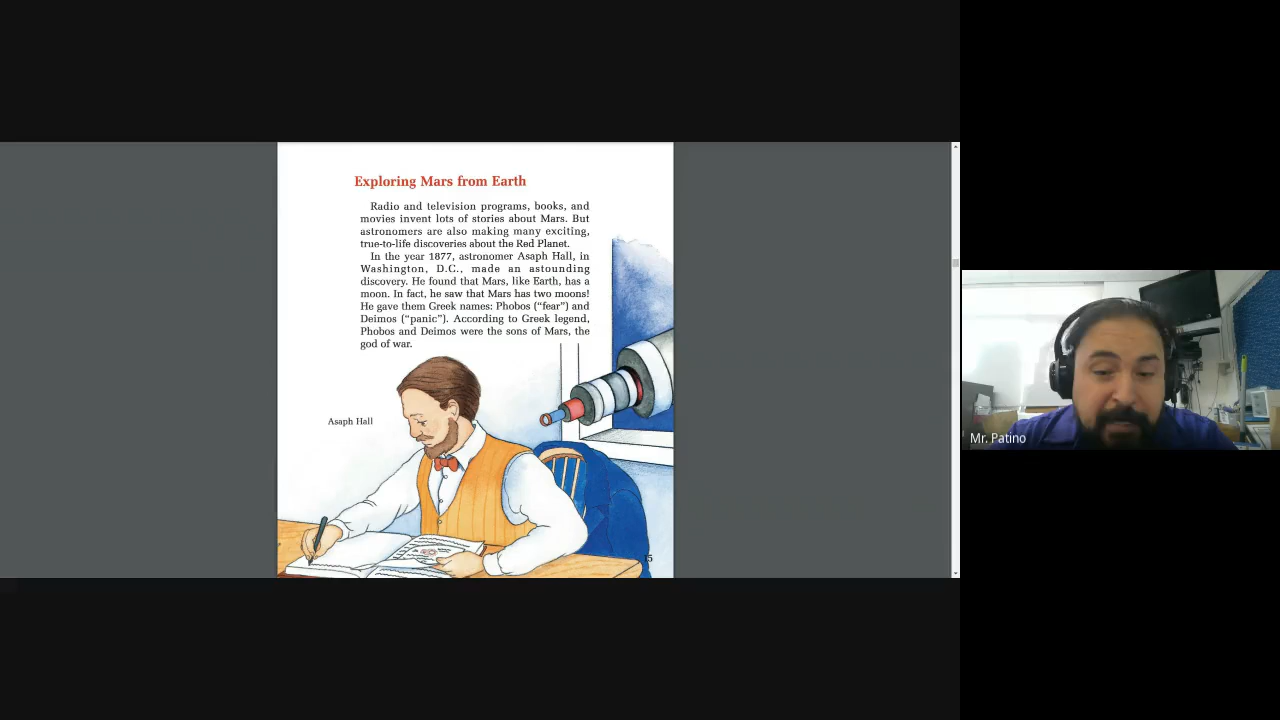 Exploring Mars from Earth
Radio and television programs, books, and
movies invent lots of stories about Mars. But
astronomers are also making many exciting,
true-to-life discoveries about the Red Planet.
In the year 1877, astronomer Asaph Hall, in
Washington, D.C., made an astounding
discovery. He found that Mars, like Earth, has a
moon. In fact, he saw that Mars has two moons!
He gave them Greek names: Phobos (“fear”) and
Deimos (“panic”). According to Greek legend,
Phobos and Deimos were the sons of Mars, the
god of war.
Asaph Hall
15
Mr. Patino